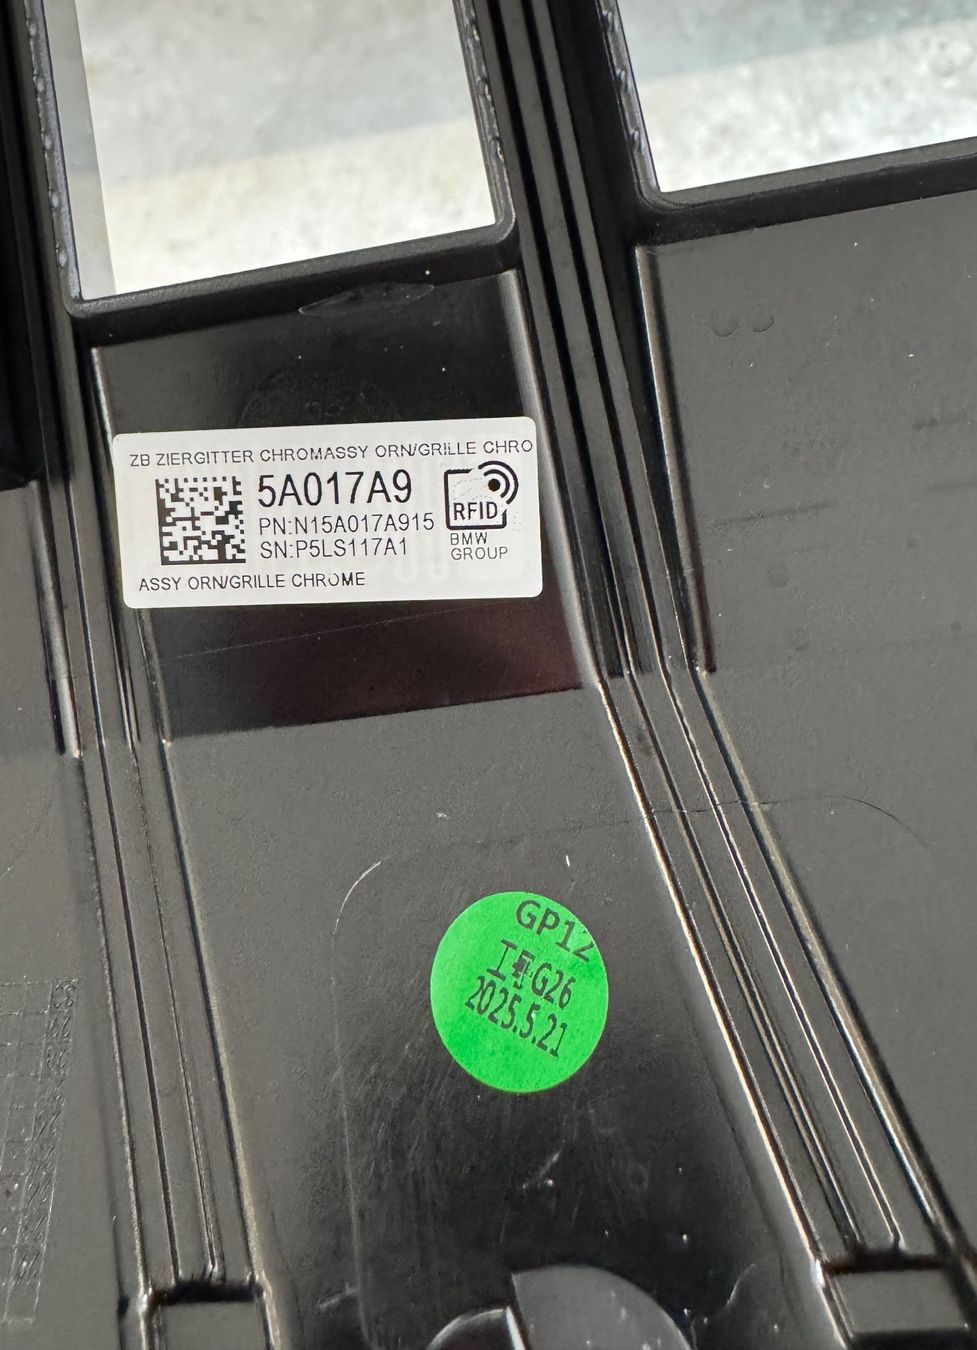 ZB ZIERGITTER CHROMASSY ORN/GRILLE CHRO
5A017A9
PN:N15A017A915
SN:P5LS117A1
RFID
BMW
GROUP
ASSY ORN/GRILLE CHROME
GP12
G26
2025.5.21